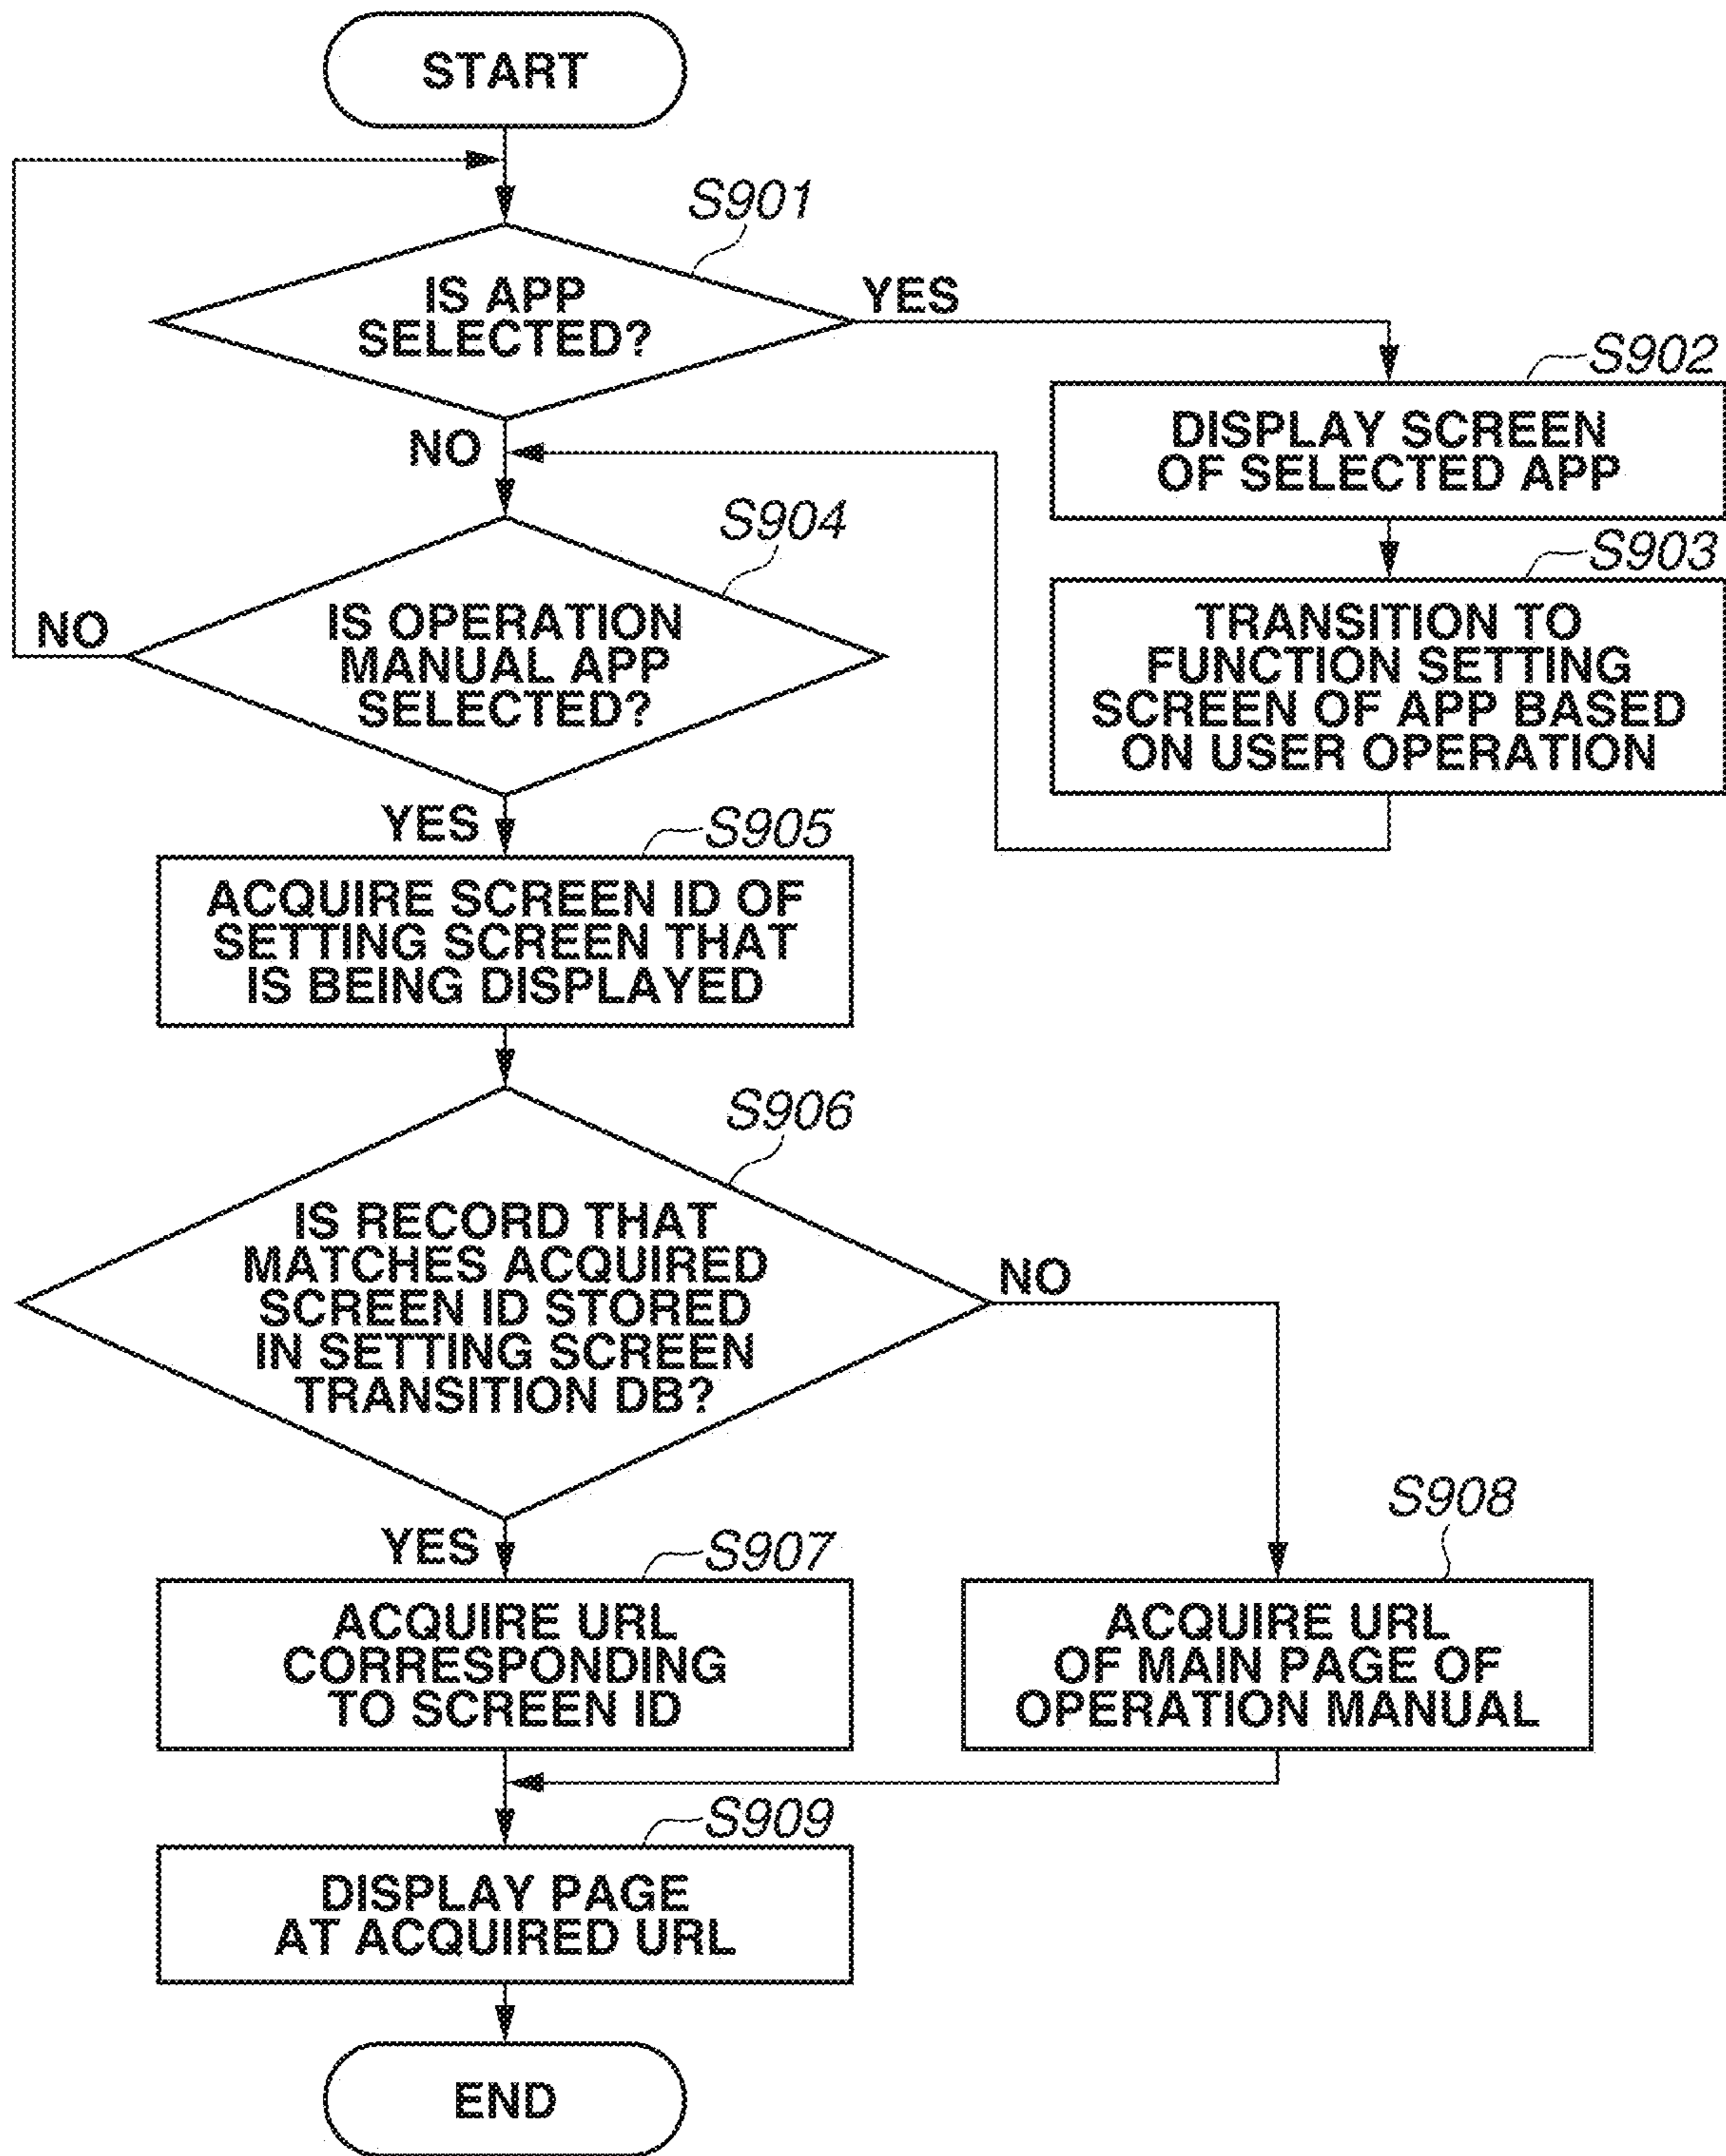 START
S901
IS APP
SELECTED?
YES
NO
S902
DISPLAY SCREEN
OF SELECTED APP
S903
TRANSITION TO
FUNCTION SETTING
SCREEN OF APP BASED
ON USER OPERATION
S904
IS OPERATION
MANUAL APP
SELECTED?
NO
YES
S905
ACQUIRE SCREEN ID OF
SETTING SCREEN THAT
IS BEING DISPLAYED
S906
IS RECORD THAT
MATCHES ACQUIRED
SCREEN ID STORED
IN SETTING SCREEN
TRANSITION DB?
NO
YES
S907
ACQUIRE URL
CORRESPONDING
TO SCREEN ID
S908
ACQUIRE URL
OF MAIN PAGE OF
OPERATION MANUAL
S909
DISPLAY PAGE
AT ACQUIRED URL
END